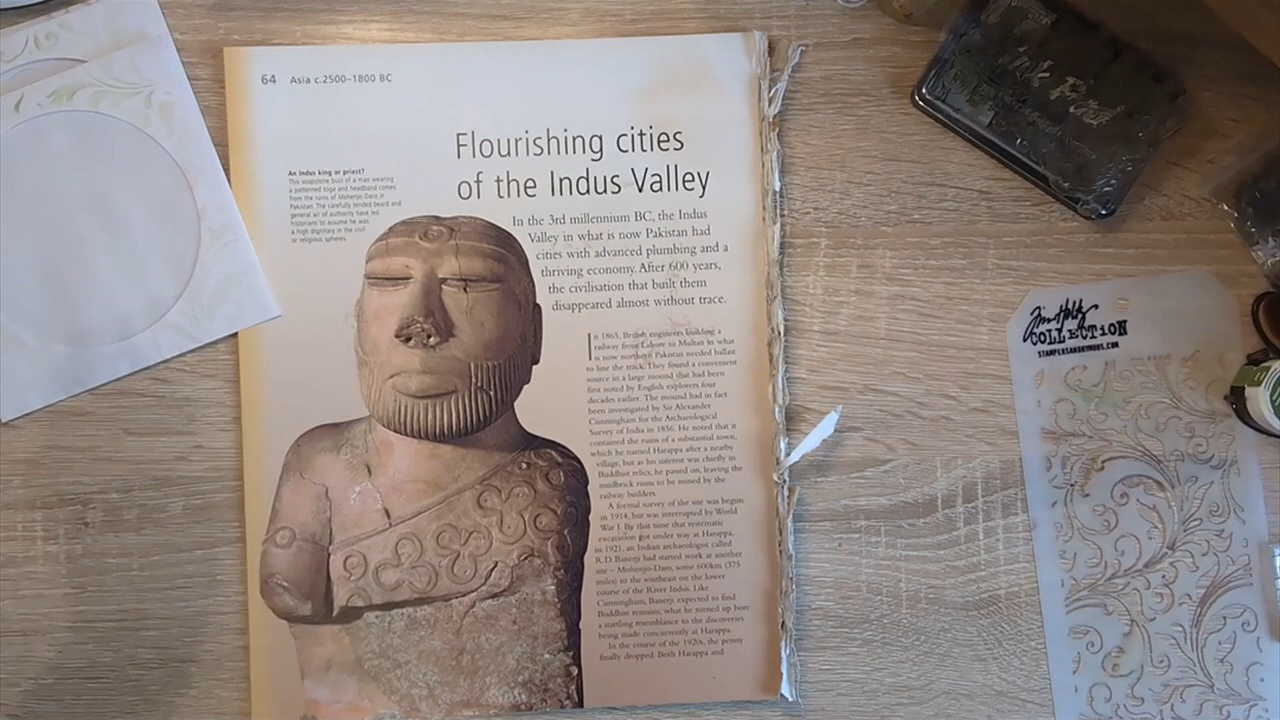 64 Asia c.2500–1800 BC
Flourishing cities
of the Indus Valley
An Indus king or priest?
This soapstone bust of a man wearing
a patterned toga and headband comes
from the ruins of Mohenjo-Daro in
Pakistan. The carefully tended beard and
general air of authority have led
historians to assume he was
a high dignitary in the civil
or religious spheres.
In the 3rd millennium BC, the Indus
Valley in what is now Pakistan had
cities with advanced plumbing and a
thriving economy. After 600 years,
the civilisation that built them
disappeared almost without trace.
In 1865, British engineers building a
railway from Lahore to Multan in what
is now northern Pakistan needed ballast
to line the track. They found a convenient
source in a large mound that had been
first noted by English explorers four
decades earlier. The mound had in fact
been investigated by Sir Alexander
Cunningham for the Archaeological
Survey of India in 1856. He noted that it
contained the ruins of a substantial town,
which he named Harappa after a nearby
village, but as his interest was chiefly in
Buddhist relics, he passed on, leaving the
mudbrick ruins to be mined by the
railway builders.
A formal survey of the site was begun
in 1914, but was interrupted by World
War I. By that time that systematic
excavation got under way at Harappa,
in 1921, an Indian archaeologist called
R.D. Banerji had started work at another
site – Mohenjo-Daro, some 600km (375
miles) to the southeast on the lower
course of the River Indus. Like
Cunningham, Banerji expected to find
Buddhist remains; what he turned up bore
a startling resemblance to the discoveries
being made concurrently at Harappa.
In the course of the 1920s, the penny
finally dropped. Both Harappa and
Tim Holtz
COLLECTION
STAMPERSANONYMOUS.COM